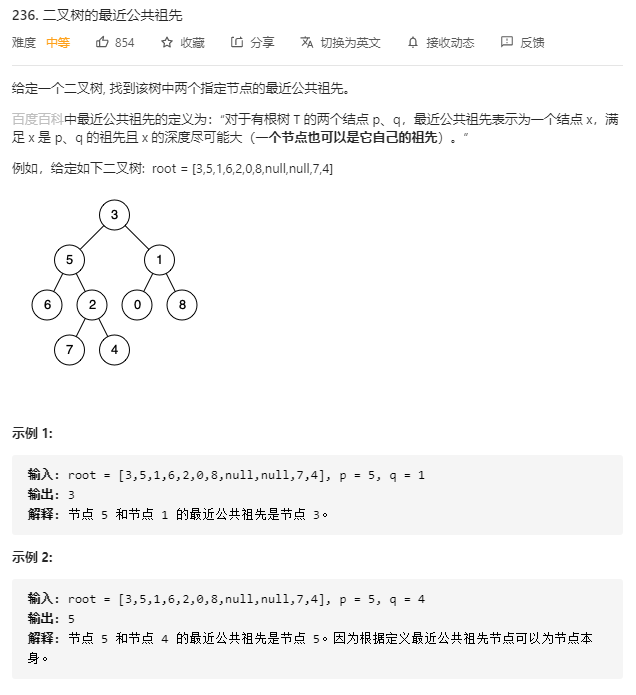 236. 二叉树的最近公共祖先
难度 中等 854 收藏 分享 切换为英文 接收动态 反馈
给定一个二叉树, 找到该树中两个指定节点的最近公共祖先。
百度百科中最近公共祖先的定义为：“对于有根树 T 的两个结点 p、q，最近公共祖先表示为一个结点 x，满
足 x 是 p、q 的祖先且 x 的深度尽可能大（一个节点也可以是它自己的祖先）。”
例如，给定如下二叉树: root = [3,5,1,6,2,0,8,null,null,7,4]
3
5 1
6 2 0 8
7 4
示例 1:
输入: root = [3,5,1,6,2,0,8,null,null,7,4], p = 5, q = 1
输出: 3
解释: 节点 5 和节点 1 的最近公共祖先是节点 3。
示例 2:
输入: root = [3,5,1,6,2,0,8,null,null,7,4], p = 5, q = 4
输出: 5
解释: 节点 5 和节点 4 的最近公共祖先是节点 5。因为根据定义最近公共祖先节点可以为节点本
身。